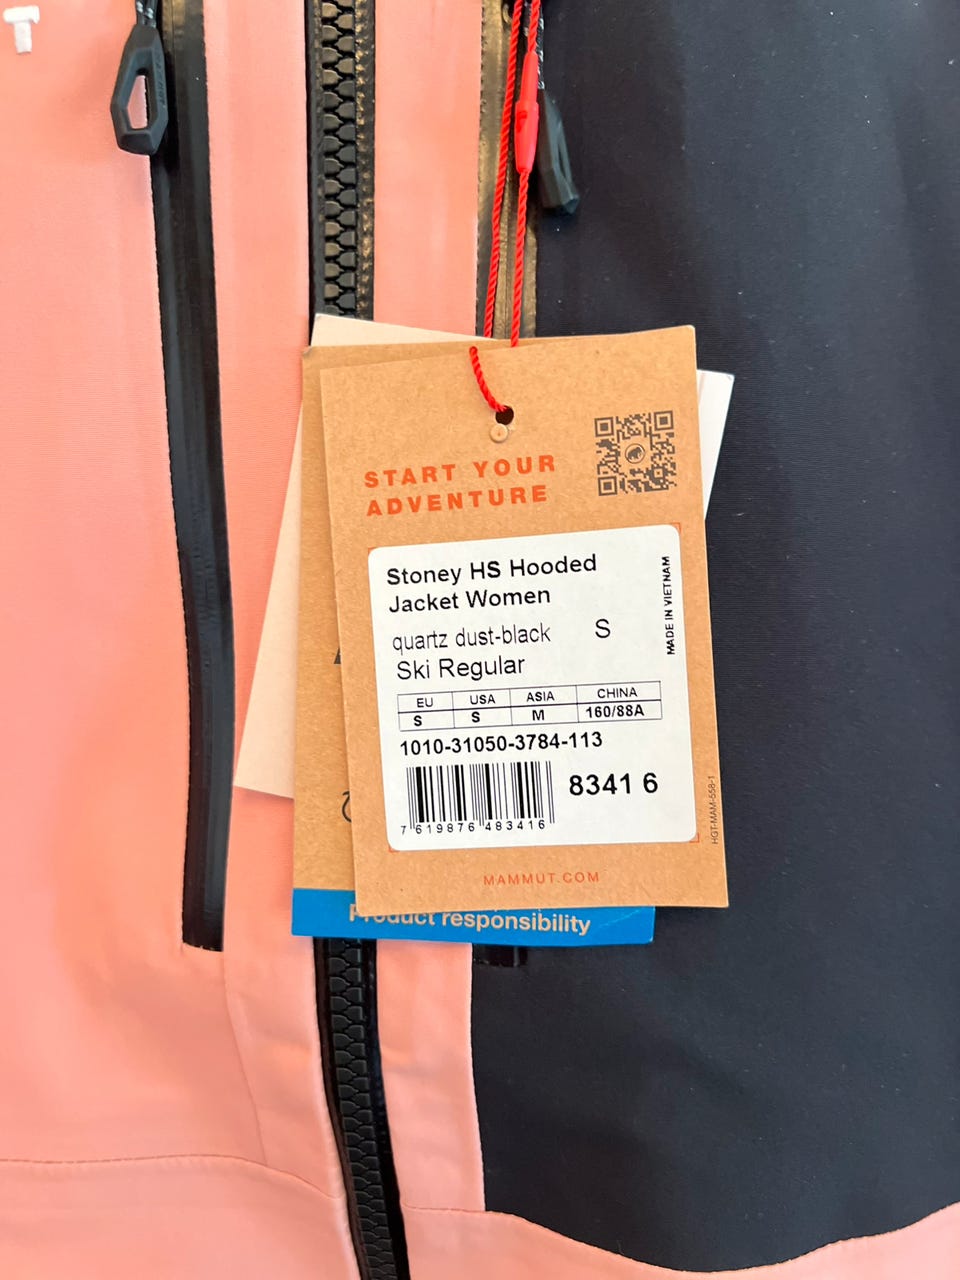 T
START YOUR
ADVENTURE
Stoney HS Hooded
Jacket Women
quartz dust-black S
Ski Regular
MADE IN VIETNAM
EU USA ASIA CHINA
S S M 160/88A
1010-31050-3784-113
7 619876 483416
8341 6
HGT-MAM-558-1
MAMMUT.COM
Product responsibility